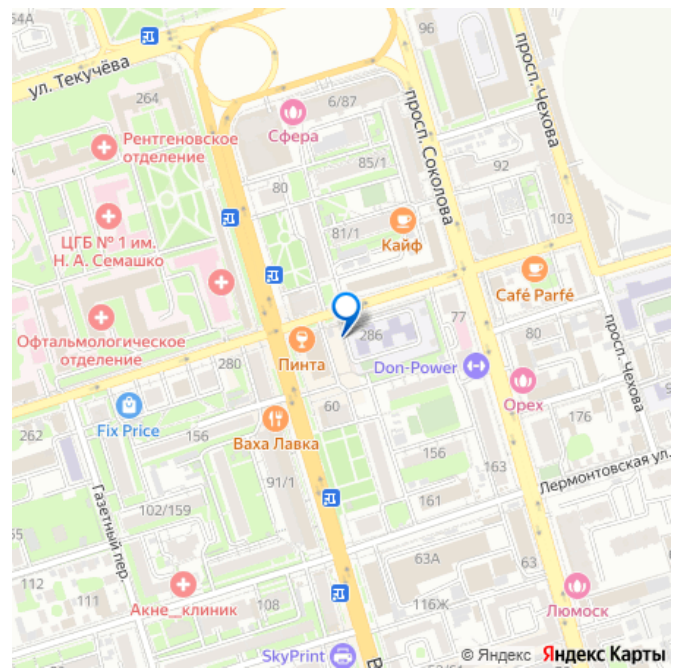 54А
ул. Текучёва
264
6/87
Сфера
96
просп. Чехова
просп. Соколова
Рентгеновское
отделение
80
85/1
92
ЦГБ № 1 им.
Н. А. Семашко
81/1
Кайф
103
Café Parfé
Офтальмологическое
отделение
280
Пинта
286
77
80
просп. Чехова
Don-Power
Орех
Fix Price
262
156
Ваха Лавка
60
176
91/1
156
163
Лермонтовская ул.
Газетный пер.
102/159
161
112
111
Акне__клиник
108
63А
63
116Ж
Люмоск
SkyPrint
© Яндекс Яндекс Карты